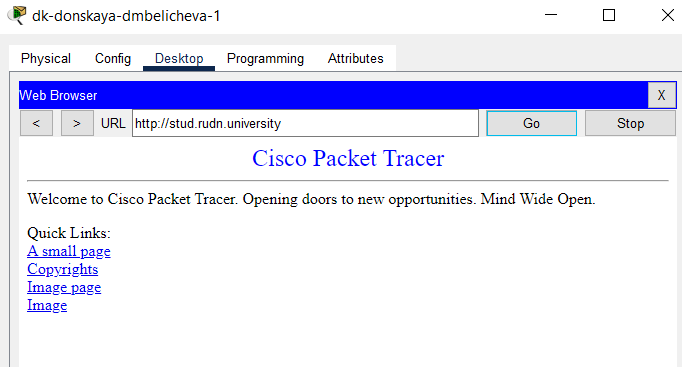 dk-donskaya-dmbelicheva-1
Physical Config Desktop Programming Attributes
Web Browser X
< > URL http://stud.rudn.university Go Stop
Cisco Packet Tracer
Welcome to Cisco Packet Tracer. Opening doors to new opportunities. Mind Wide Open.
Quick Links:
A small page
Copyrights
Image page
Image